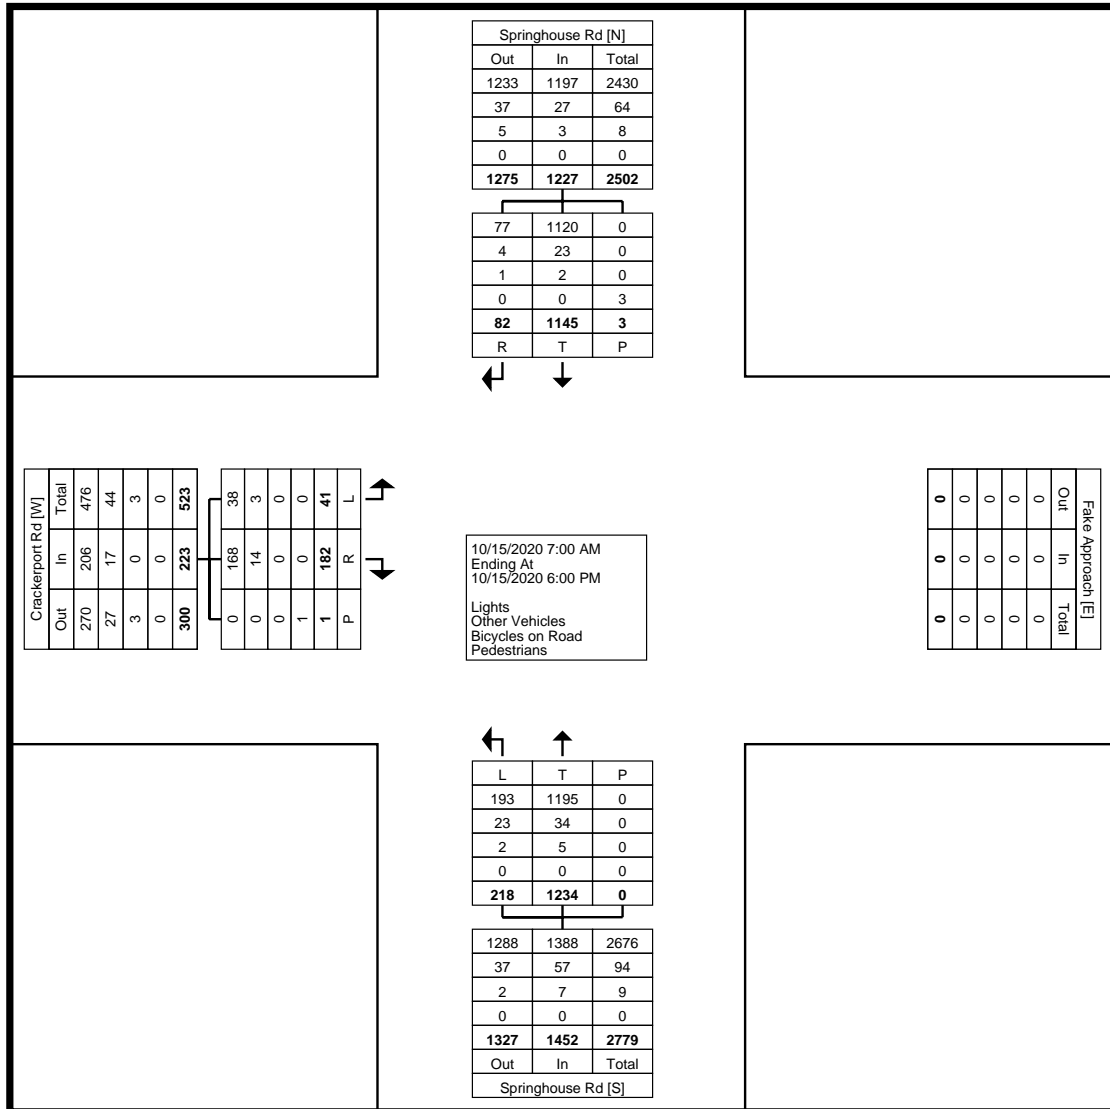 Springhouse Rd [N]
Out In Total
1233 1197 2430
37 27 64
5 3 8
0 0 0
1275 1227 2502
77 1120 0
4 23 0
1 2 0
0 0 3
82 1145 3
R T P
Crackerport Rd [W]
Total In Out
476 206 270
44 17 27
3 0 3
0 0 0
523 223 300
38 168 0
3 14 0
0 0 0
0 0 1
41 182 1
L R P
10/15/2020 7:00 AM
Ending At
10/15/2020 6:00 PM
Lights
Other Vehicles
Bicycles on Road
Pedestrians
Fake Approach [E]
Out In Total
0 0 0
0 0 0
0 0 0
0 0 0
0 0 0
L T P
193 1195 0
23 34 0
2 5 0
0 0 0
218 1234 0
1288 1388 2676
37 57 94
2 7 9
0 0 0
1327 1452 2779
Out In Total
Springhouse Rd [S]